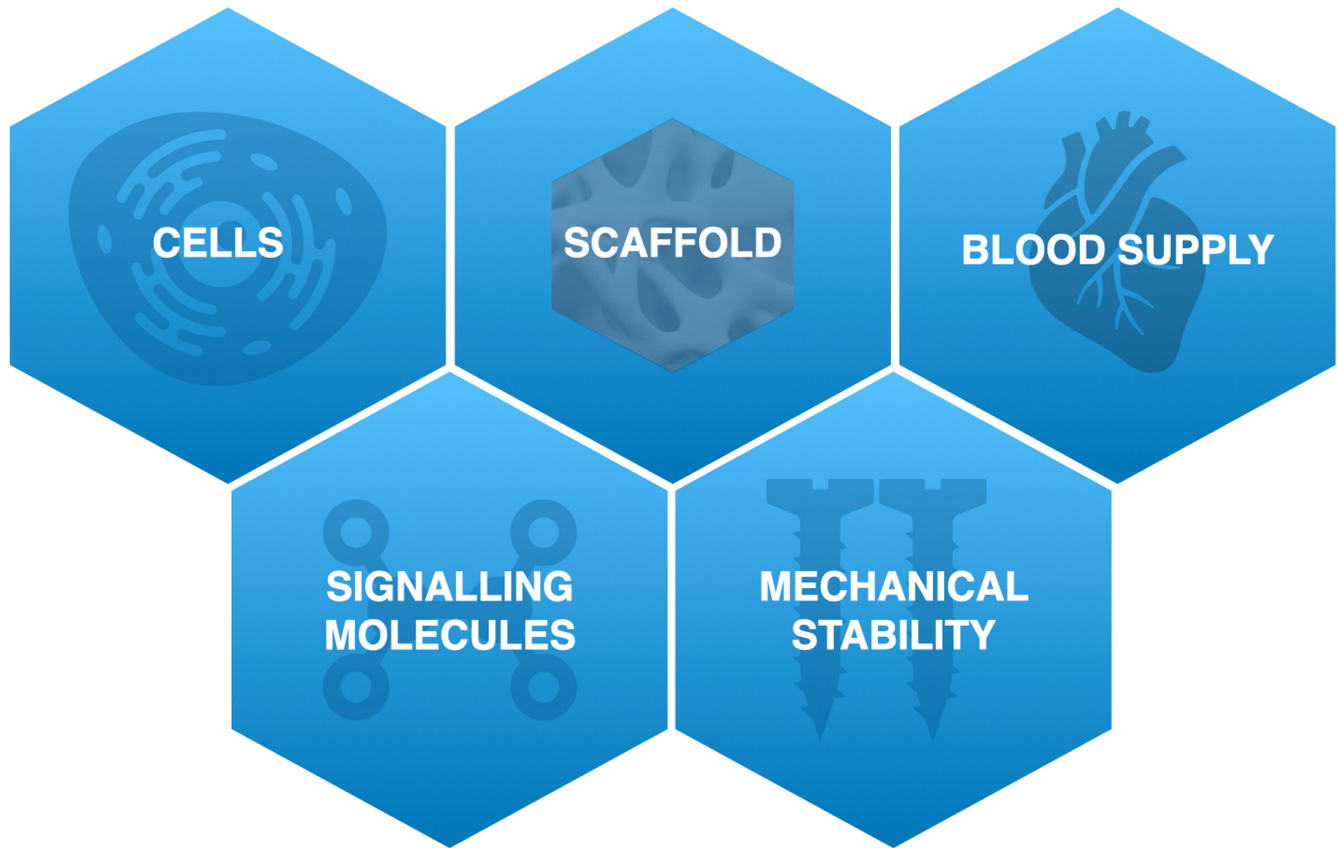 CELLS
SCAFFOLD
BLOOD SUPPLY
SIGNALLING
MOLECULES
MECHANICAL
STABILITY